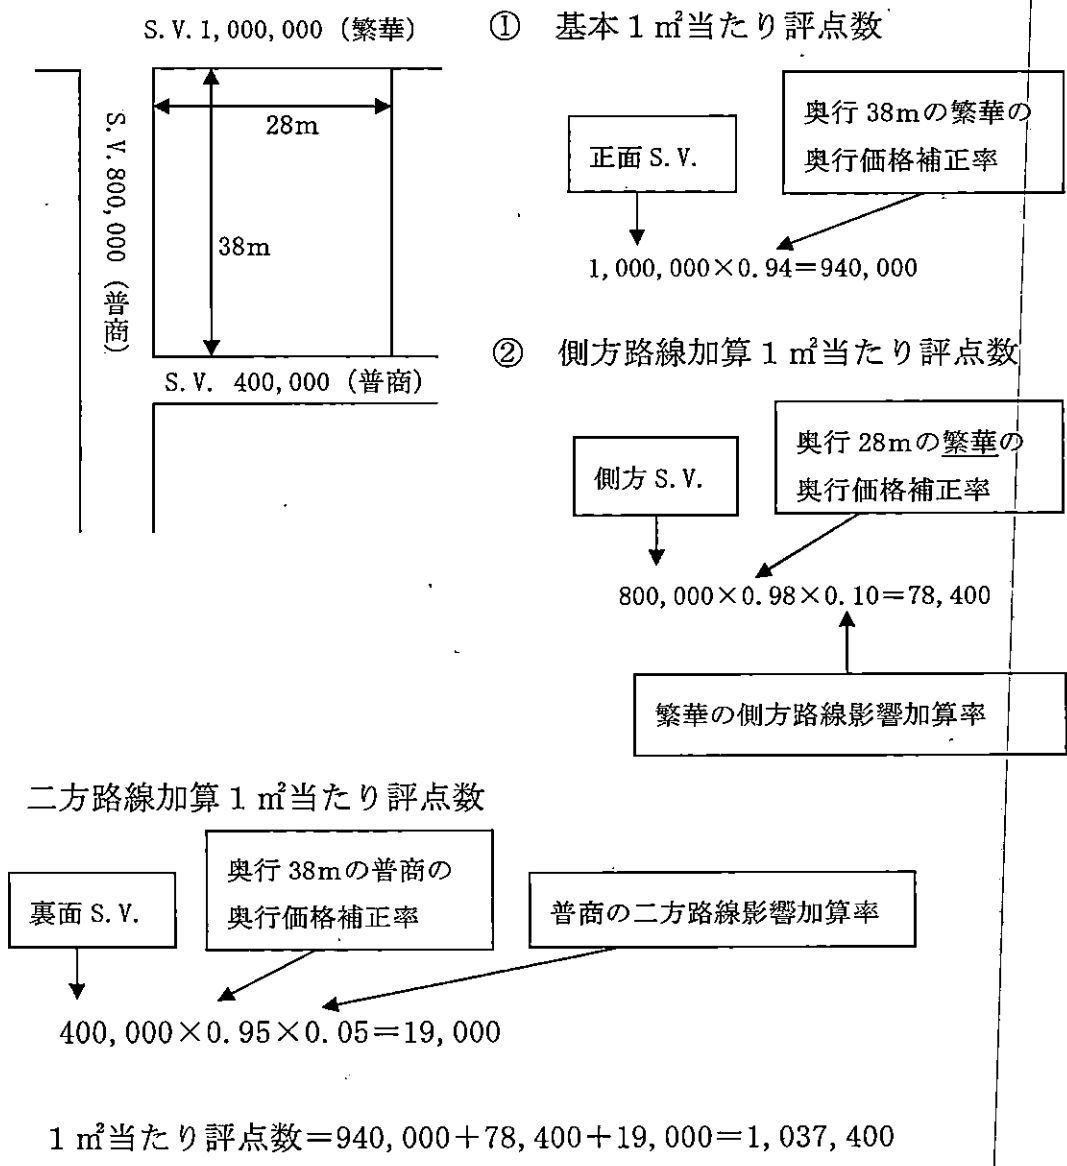 S.V.1,000,000（繁華）
28m
38m
S.V.800,000（普商）
S.V. 400,000（普商）
① 基本１㎡当たり評点数
正面 S.V.
奥行 38mの繁華の
奥行価格補正率
1,000,000×0.94＝940,000
② 側方路線加算１㎡当たり評点数
側方 S.V.
奥行 28mの繁華の
奥行価格補正率
800,000×0.98×0.10＝78,400
繁華の側方路線影響加算率
二方路線加算１㎡当たり評点数
裏面 S.V.
奥行 38mの普商の
奥行価格補正率
普商の二方路線影響加算率
400,000×0.95×0.05＝19,000
１㎡当たり評点数＝940,000＋78,400＋19,000＝1,037,400